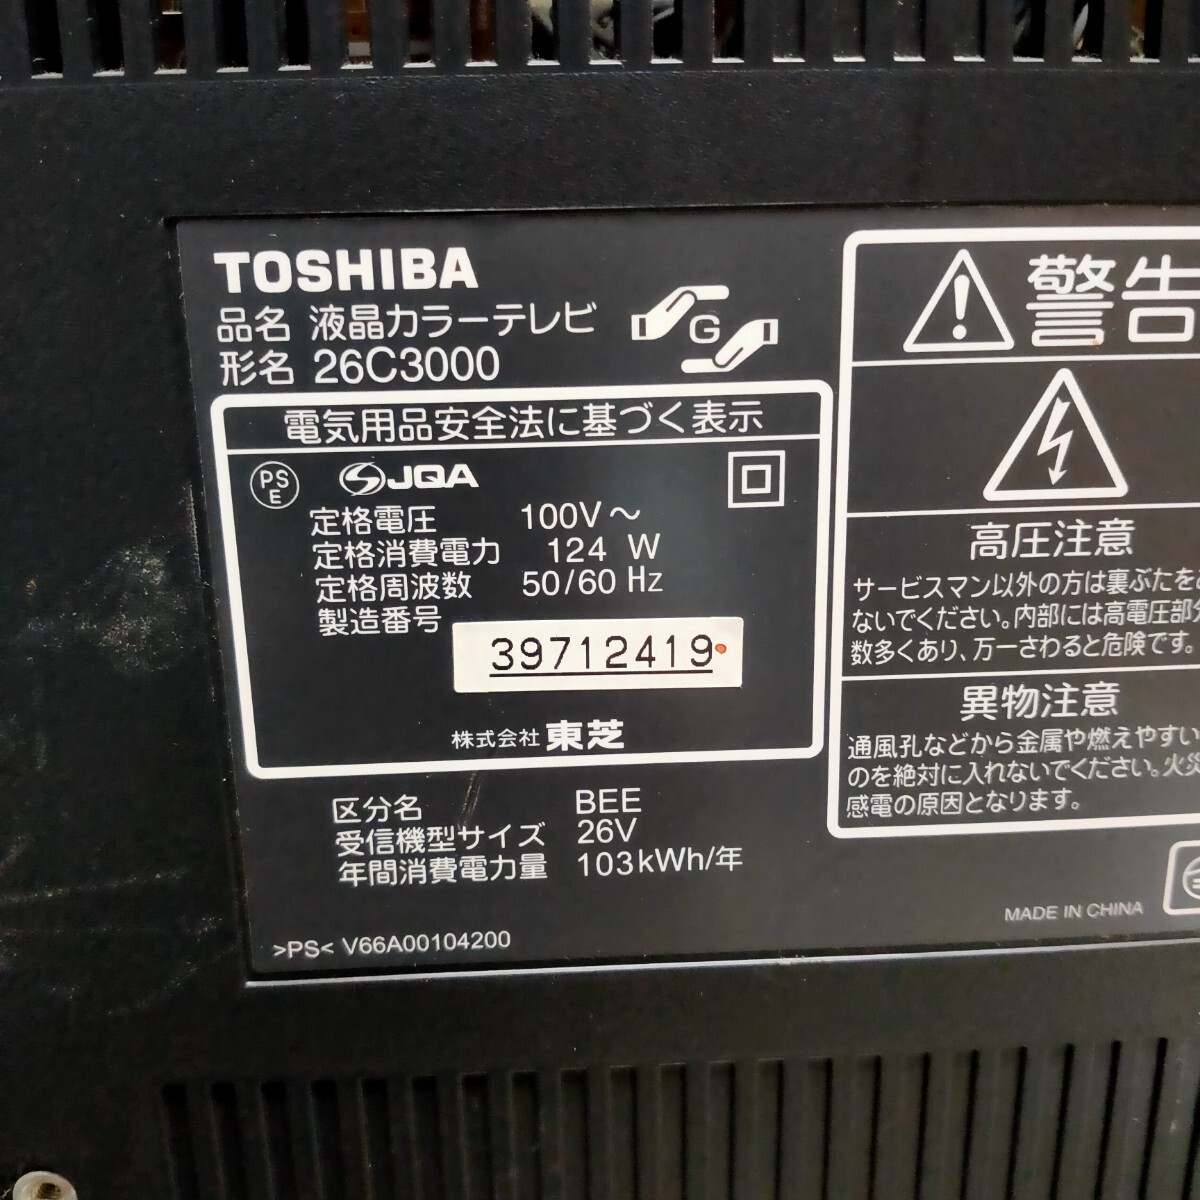 TOSHIBA
品名 液晶カラーテレビ
形名 26C3000
G
電気用品安全法に基づく表示
PS
E
JQA
定格電圧 100V～
定格消費電力 124 W
定格周波数 50/60 Hz
製造番号
39712419
株式会社 東芝
区分名 BEE
受信機型サイズ 26V
年間消費電力量 103kWh/年
>PS< V66A00104200
警告
高圧注意
サービスマン以外の方は裏ぶたを
ないでください。内部には高電圧部
数多くあり、万一さわると危険です。
異物注意
通風孔などから金属や燃えやすい
のを絶対に入れないでください。火災
感電の原因となります。
MADE IN CHINA